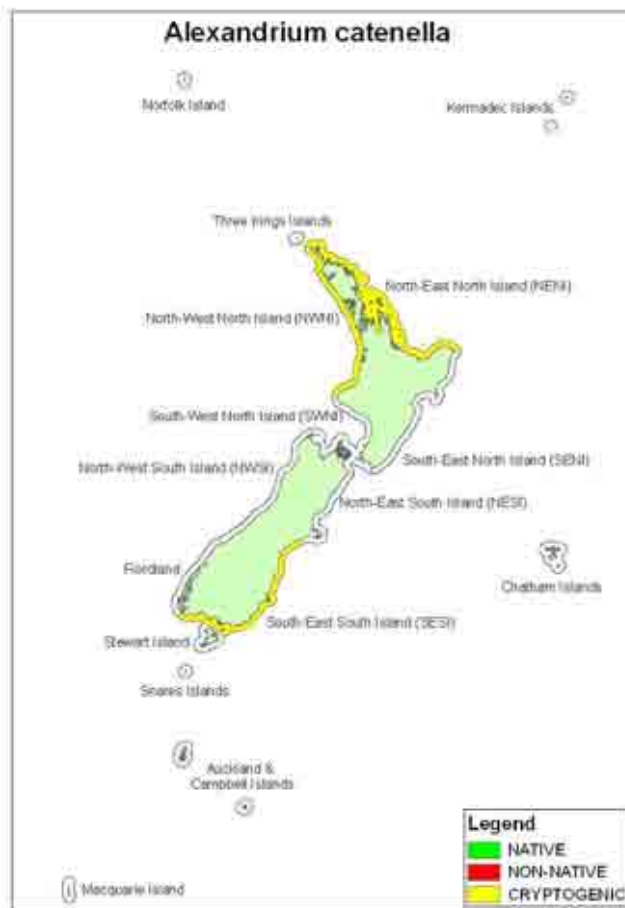 Alexandrium catenella
Norfolk Island
Kermadec Islands
Three Kings Islands
North-East North Island (NENI)
North-West North Island (NWNI)
South-West North Island (SWNI)
South-East North Island (SENI)
North-West South Island (NWSI)
North-East South Island (NESI)
Fiordland
Chatham Islands
South-East South Island (SESI)
Stewart Island
Snares Islands
Auckland &
Campbell Islands
Macquarie Island
Legend
NATIVE
NON-NATIVE
CRYPTOGENIC